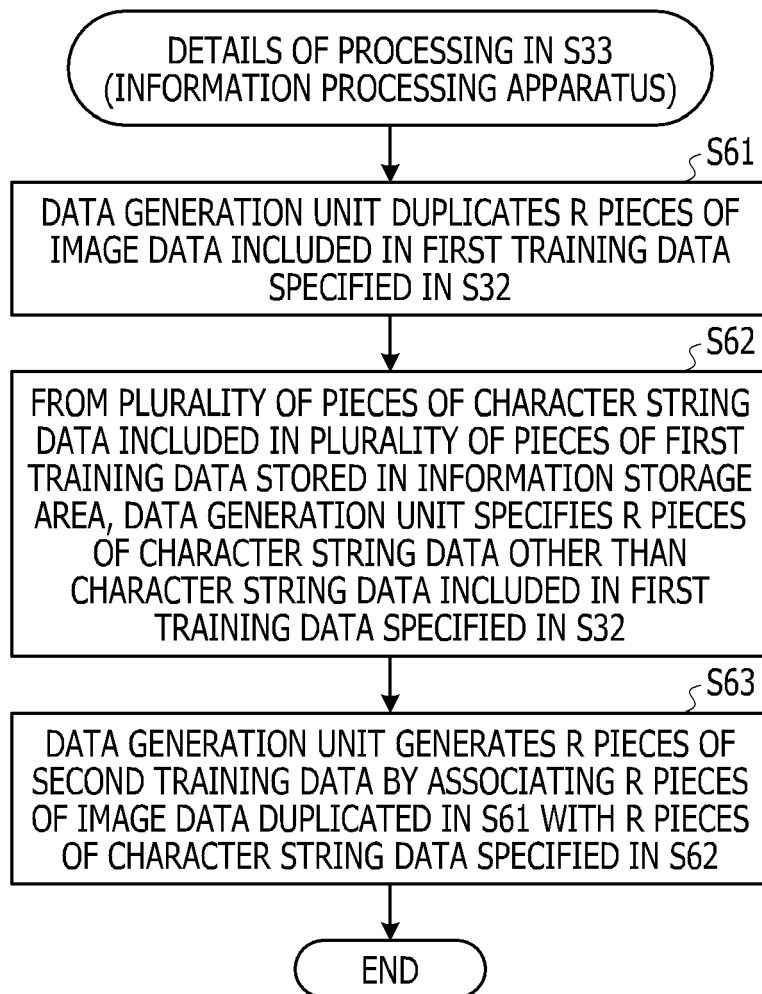 DETAILS OF PROCESSING IN S33
(INFORMATION PROCESSING APPARATUS)
S61
DATA GENERATION UNIT DUPLICATES R PIECES OF
IMAGE DATA INCLUDED IN FIRST TRAINING DATA
SPECIFIED IN S32
S62
FROM PLURALITY OF PIECES OF CHARACTER STRING
DATA INCLUDED IN PLURALITY OF PIECES OF FIRST
TRAINING DATA STORED IN INFORMATION STORAGE
AREA, DATA GENERATION UNIT SPECIFIES R PIECES
OF CHARACTER STRING DATA OTHER THAN
CHARACTER STRING DATA INCLUDED IN FIRST
TRAINING DATA SPECIFIED IN S32
S63
DATA GENERATION UNIT GENERATES R PIECES OF
SECOND TRAINING DATA BY ASSOCIATING R PIECES
OF IMAGE DATA DUPLICATED IN S61 WITH R PIECES
OF CHARACTER STRING DATA SPECIFIED IN S62
END